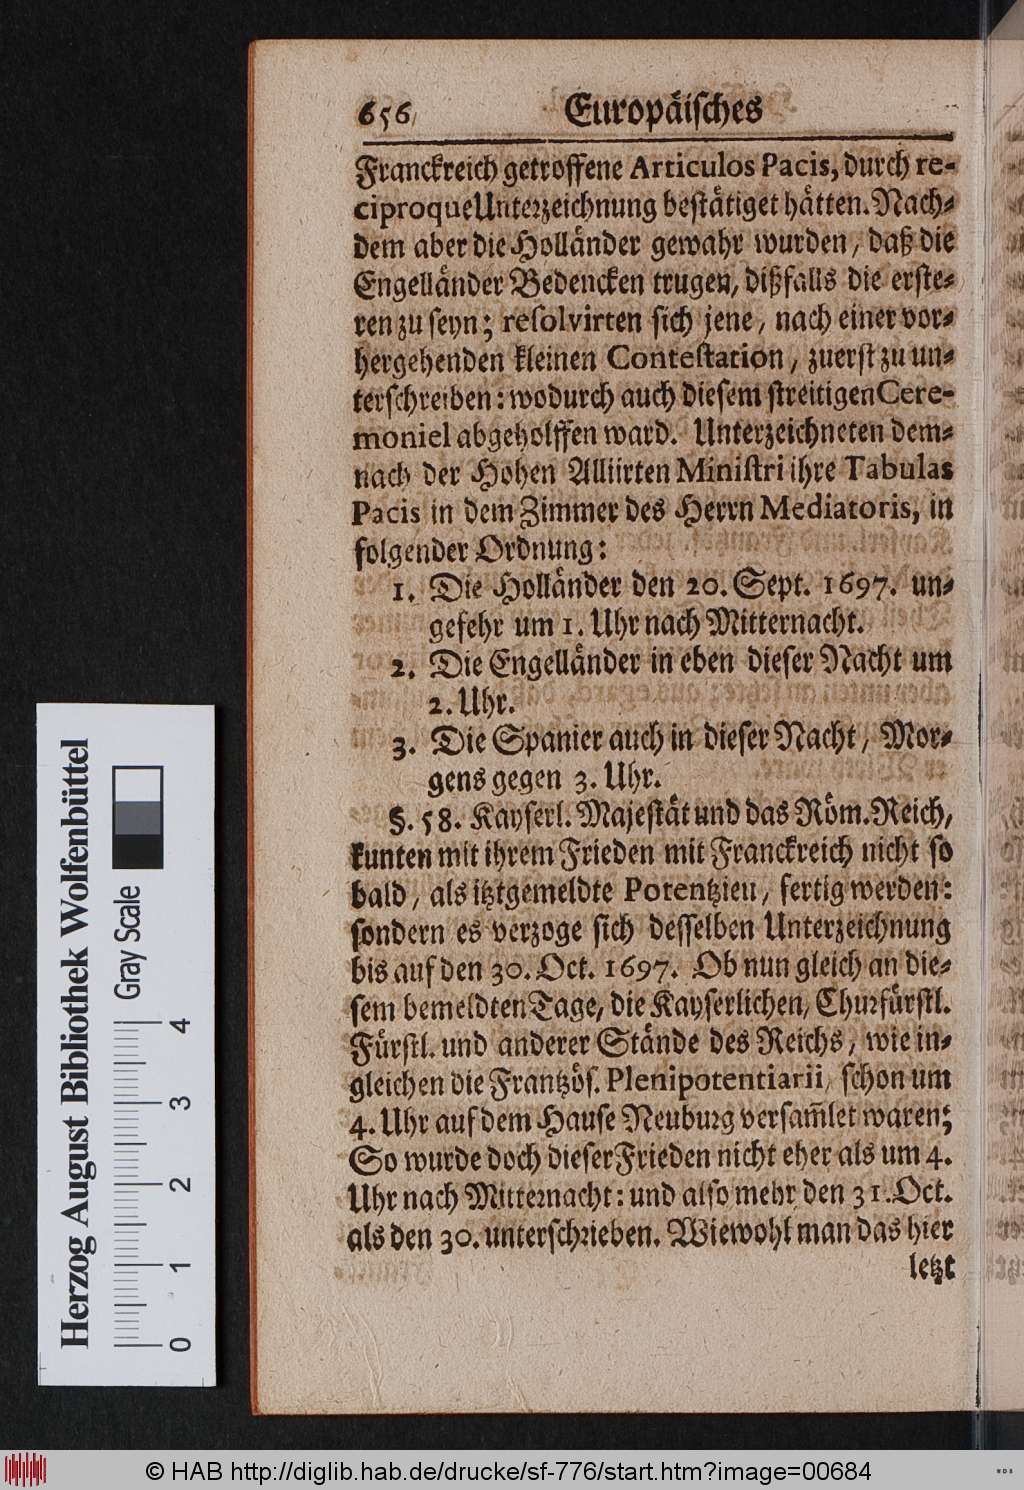 656 Europäisches
Franckreich getroffene Articulos Pacis, durch re-
ciproque Unterzeichnung bestätiget hätten. Nach-
dem aber die Holländer gewahr wurden, daß die
Engelländer Bedencken trugen, dißfalls die erste-
ren zu seyn; resolvirten sich jene, nach einer vor-
hergehenden kleinen Contestation, zuerst zu un-
terschreiben: wodurch auch diesem streitigen Cere-
moniel abgeholffen ward. Unterzeichneten dem-
nach der Hohen Alliirten Ministri ihre Tabulas
Pacis in dem Zimmer des Herrn Mediatoris, in
folgender Ordnung:
1. Die Holländer den 20. Sept. 1697. un-
gefehr um 1. Uhr nach Mitternacht.
2. Die Engelländer in eben dieser Nacht um
2. Uhr.
3. Die Spanier auch in dieser Nacht, Mor-
gens gegen 3. Uhr.
§. 58. Kayserl. Majestät und das Röm. Reich,
kunten mit ihrem Frieden mit Franckreich nicht so
bald, als itztgemeldte Potentzien, fertig werden:
sondern es verzoge sich desselben Unterzeichnung
bis auf den 30. Oct. 1697. Ob nun gleich an die-
sem bemeldten Tage, die Kayserlichen, Churfürstl.
Fürstl. und anderer Stände des Reichs, wie in-
gleichen die Frantzös. Plenipotentiarii, schon um
4. Uhr auf dem Hause Neuburg versam̃let waren;
So wurde doch dieser Frieden nicht eher als um 4.
Uhr nach Mitternacht: und also mehr den 31. Oct.
als den 30. unterschrieben. Wiewohl man das hier
letzt
Herzog August Bibliothek Wolfenbüttel
Gray Scale
0 1 2 3 4
© HAB http://diglib.hab.de/drucke/sf-776/start.htm?image=00684